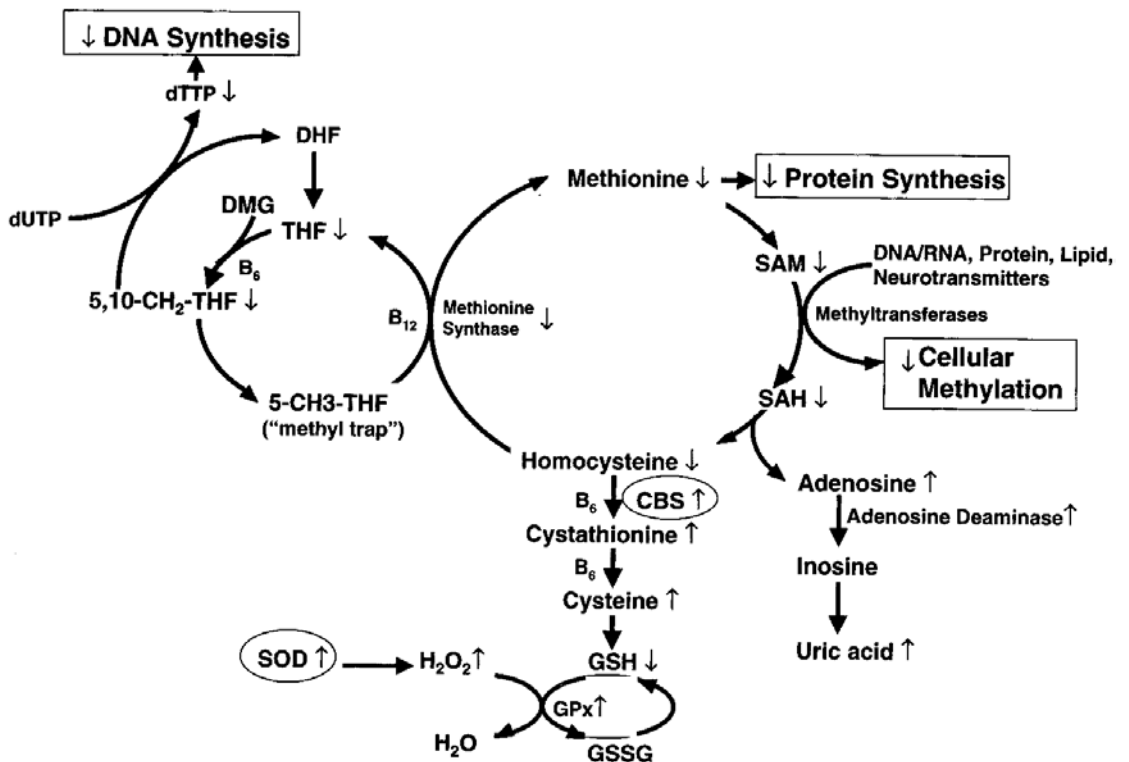 ↓ DNA Synthesis
dTTP ↓
DHF
dUTP
DMG
THF ↓
B₆
5,10-CH₂-THF ↓
5-CH3-THF
("methyl trap")
B₁₂
Methionine
Synthase ↓
Methionine ↓
↓ Protein Synthesis
SAM ↓
DNA/RNA, Protein, Lipid,
Neurotransmitters
Methyltransferases
↓ Cellular
Methylation
SAH ↓
Homocysteine ↓
B₆
CBS ↑
Cystathionine ↑
B₆
Cysteine ↑
Adenosine ↑
Adenosine Deaminase ↑
Inosine
Uric acid ↑
SOD ↑
H₂O₂ ↑
GSH ↓
GPx ↑
H₂O
GSSG